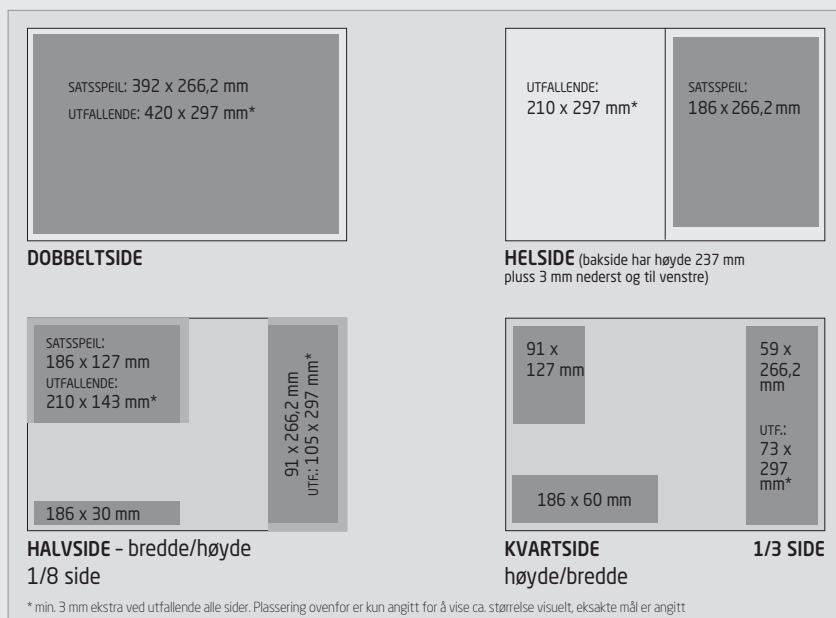 SATSSPEIL: 392 x 266,2 mm
UTFALLENDE: 420 x 297 mm*
DOBBELTSIDE
UTFALLENDE:
210 x 297 mm*
SATSSPEIL:
186 x 266,2 mm
HELSIDE (bakside har høyde 237 mm
pluss 3 mm nederst og til venstre)
SATSSPEIL:
186 x 127 mm
UTFALLENDE:
210 x 143 mm*
91 x 266,2 mm
UTF.: 105 x 297 mm*
186 x 30 mm
HALVSIDE – bredde/høyde
1/8 side
91 x
127 mm
59 x
266,2
mm
UTF.:
73 x
297
mm*
186 x 60 mm
KVARTSIDE
høyde/bredde
1/3 SIDE
* min. 3 mm ekstra ved utfallende alle sider. Plassering ovenfor er kun angitt for å vise ca. størrelse visuelt, eksakte mål er angitt